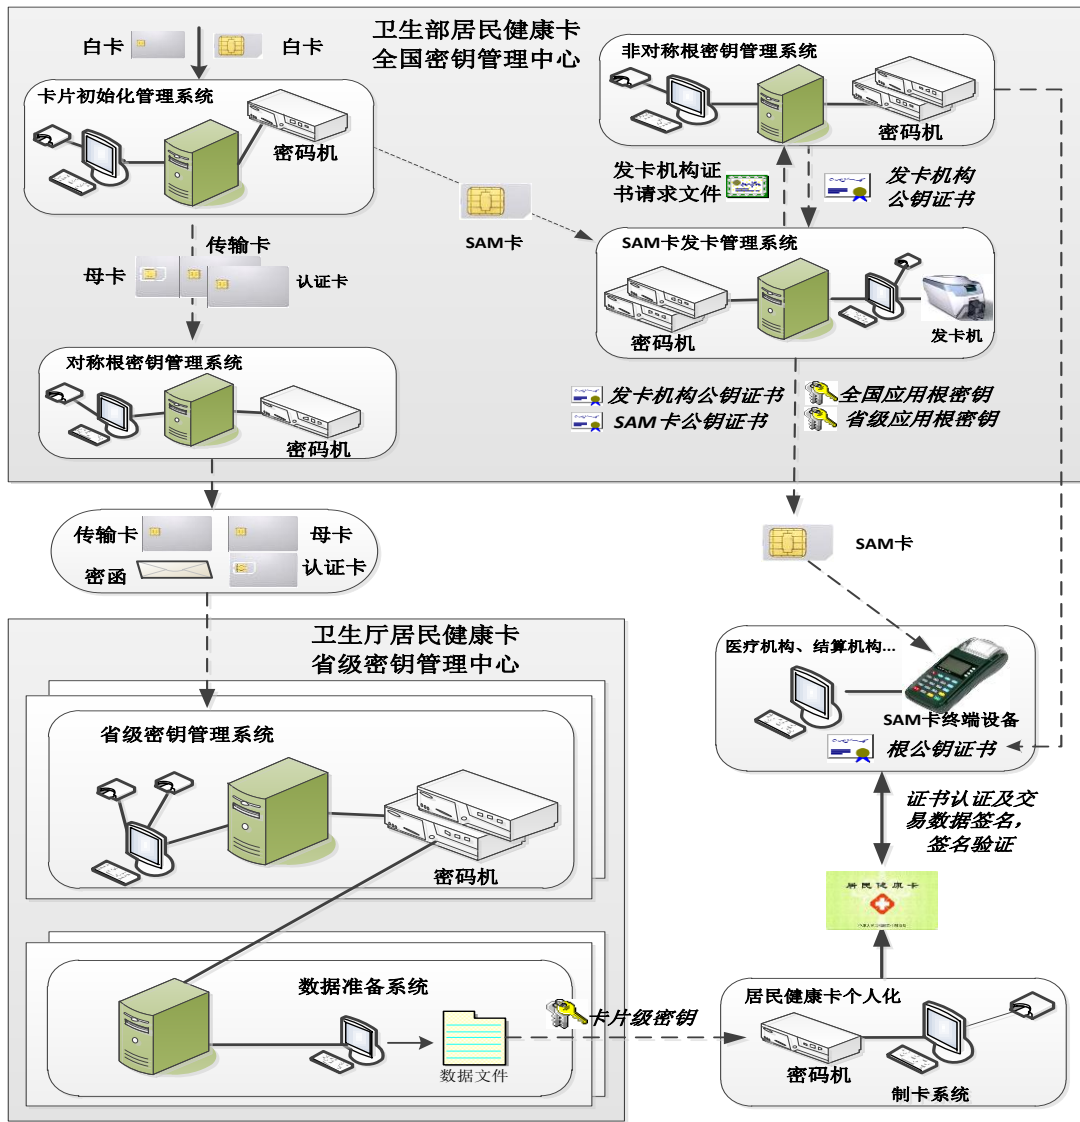 卫生部居民健康卡
全国密钥管理中心
白卡
白卡
卡片初始化管理系统
密码机
非对称根密钥管理系统
密码机
发卡机构证
书请求文件
发卡机构
公钥证书
SAM卡
传输卡
母卡
认证卡
SAM卡发卡管理系统
密码机
发卡机
对称根密钥管理系统
密码机
发卡机构公钥证书
SAM卡公钥证书
全国应用根密钥
省级应用根密钥
传输卡
母卡
密函
认证卡
SAM卡
卫生厅居民健康卡
省级密钥管理中心
省级密钥管理系统
密码机
医疗机构、结算机构...
SAM卡终端设备
根公钥证书
证书认证及交
易数据签名，
签名验证
居民健康卡
数据准备系统
数据文件
卡片级密钥
居民健康卡个人化
密码机
制卡系统